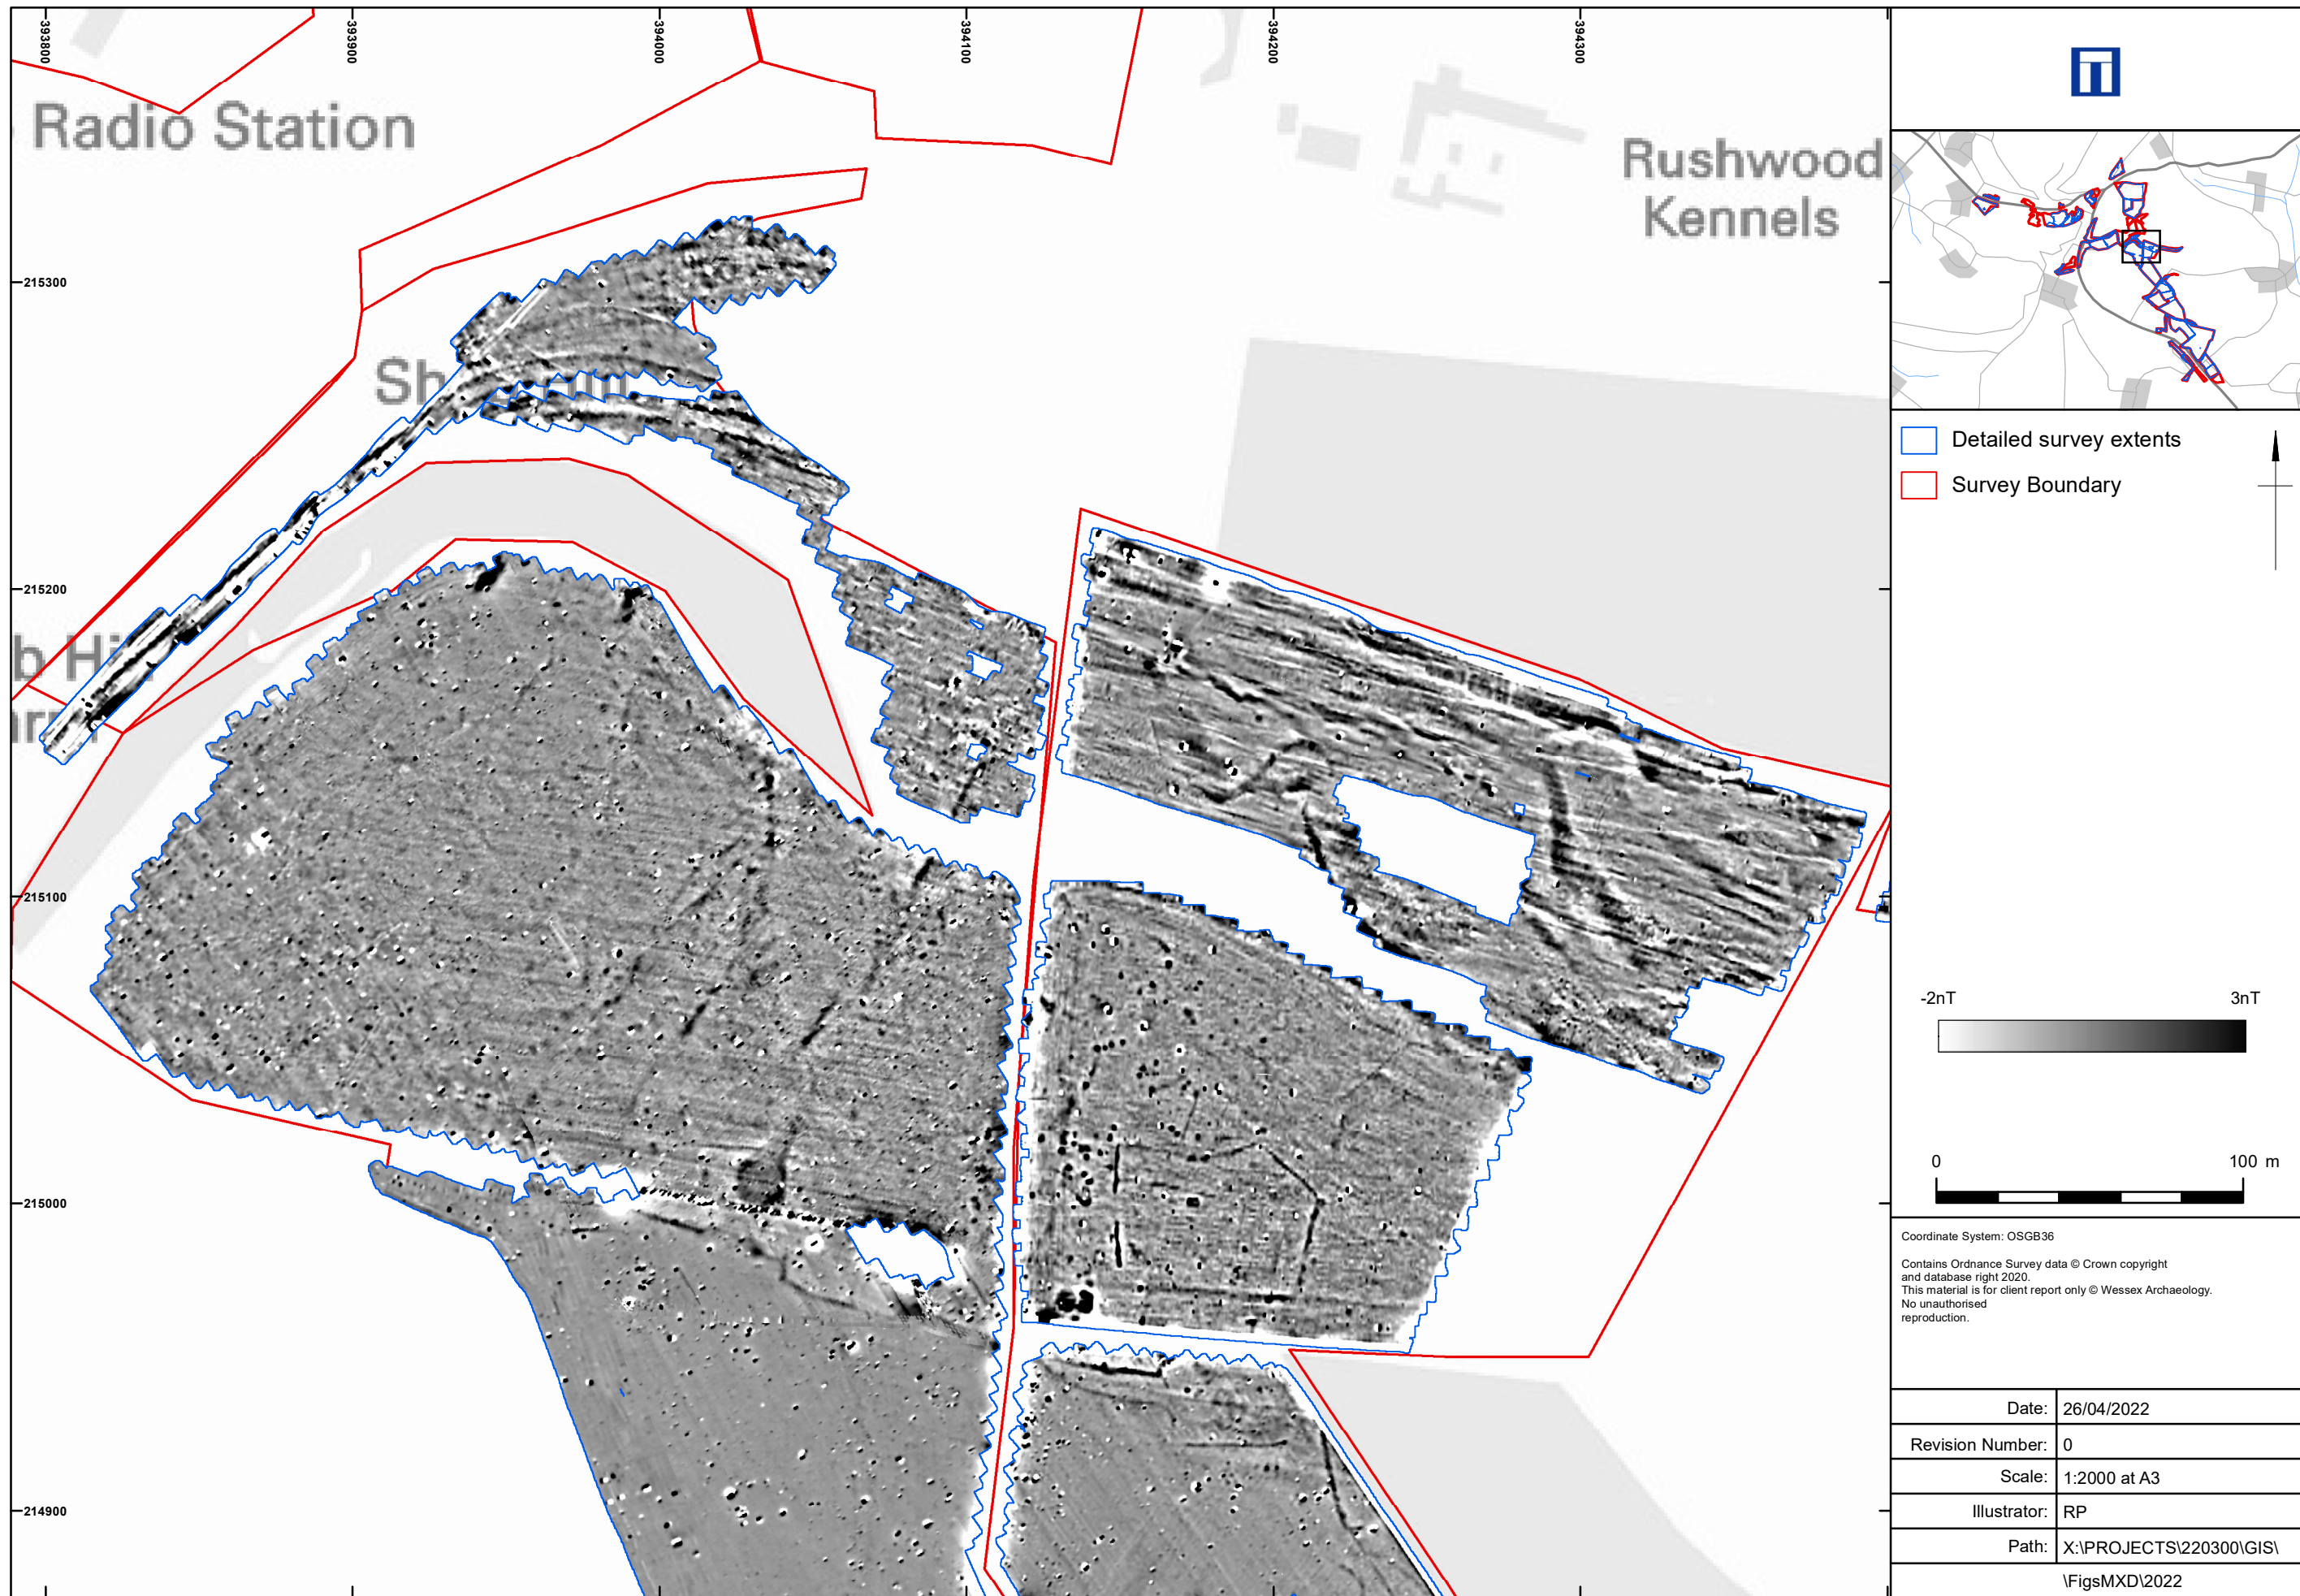 393800
393900
394000
394100
394200
394300
Radio Station
Rushwood
Kennels
215300
215200
b Hi
215100
215000
214900
Detailed survey extents
Survey Boundary
-2nT 3nT
0 100 m
Coordinate System: OSGB36
Contains Ordnance Survey data © Crown copyright
and database right 2020.
This material is for client report only © Wessex Archaeology.
No unauthorised
reproduction.
Date: 26/04/2022
Revision Number: 0
Scale: 1:2000 at A3
Illustrator: RP
Path: X:\PROJECTS\220300\GIS\
\FigsMXD\2022